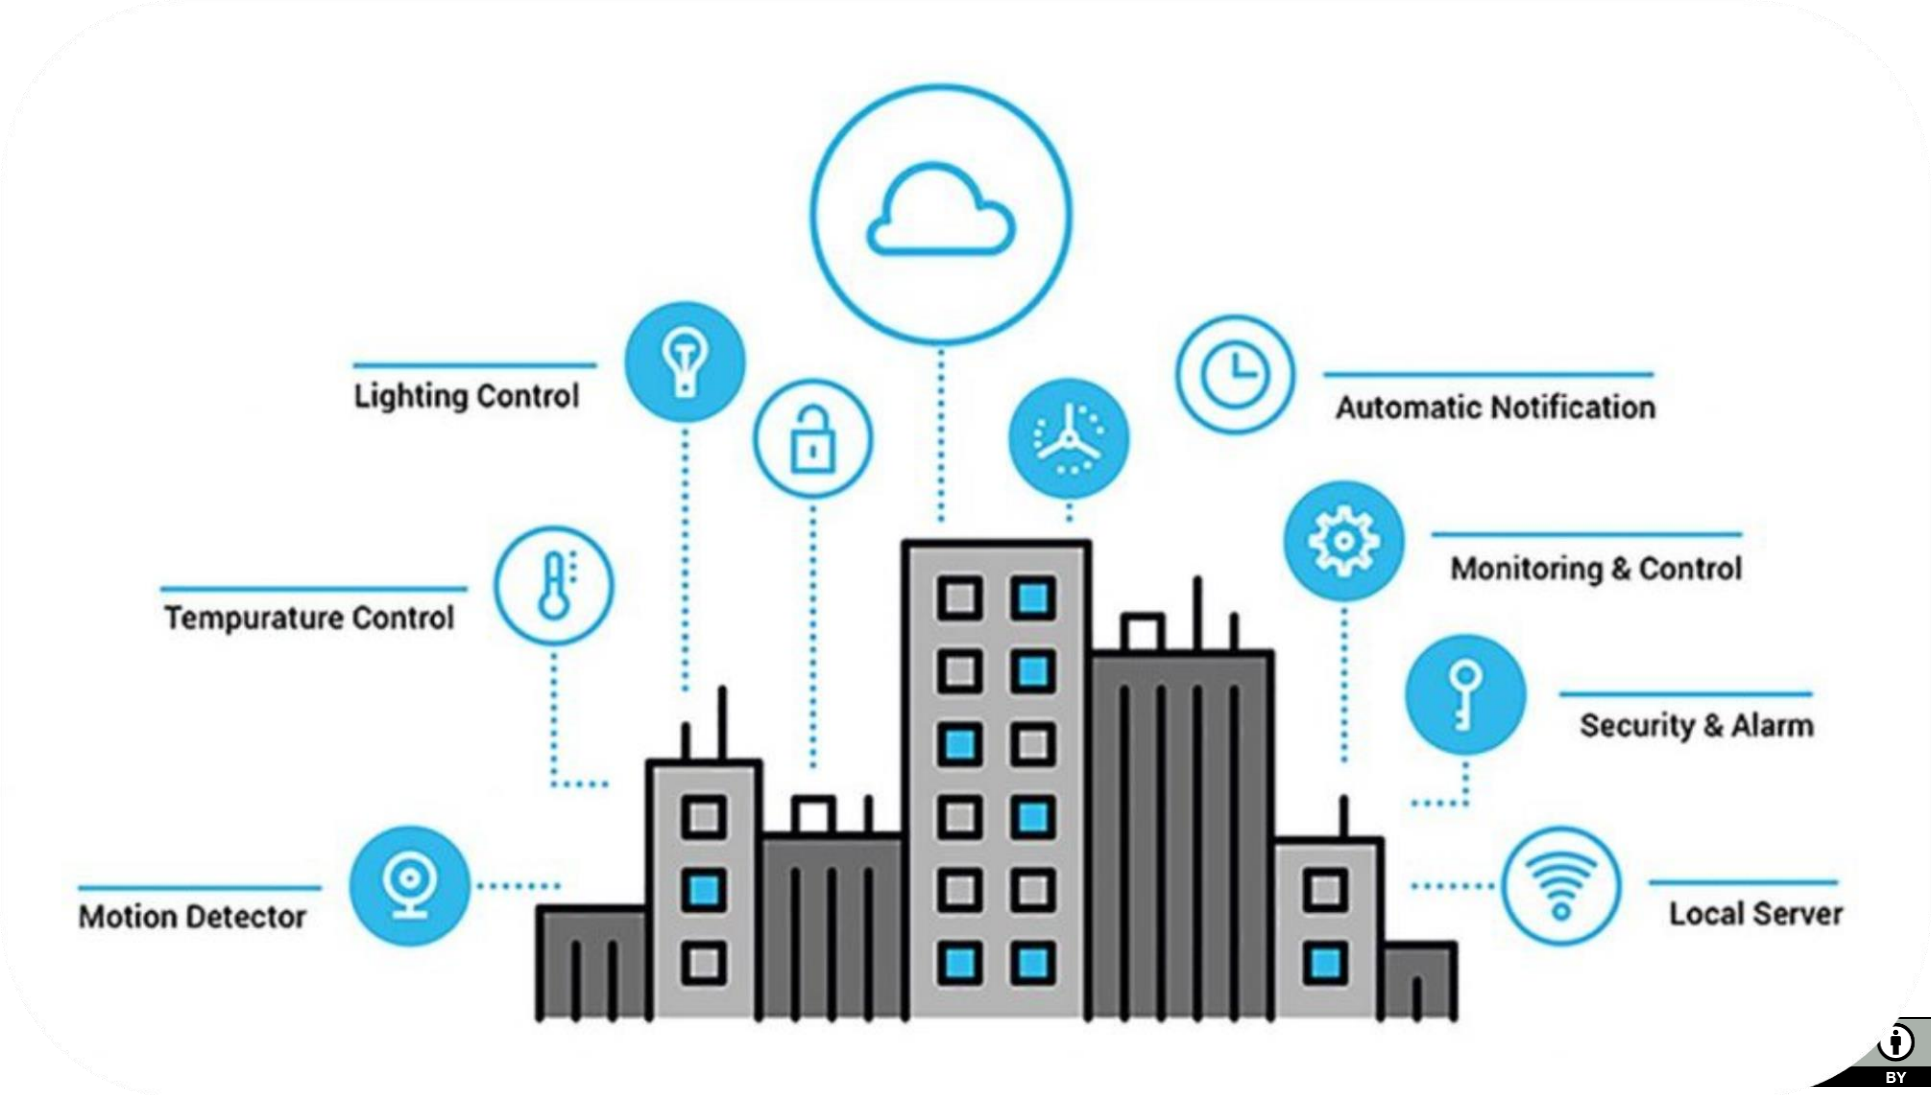 Lighting Control
Automatic Notification
Monitoring & Control
Tempurature Control
Security & Alarm
Motion Detector
Local Server
BY